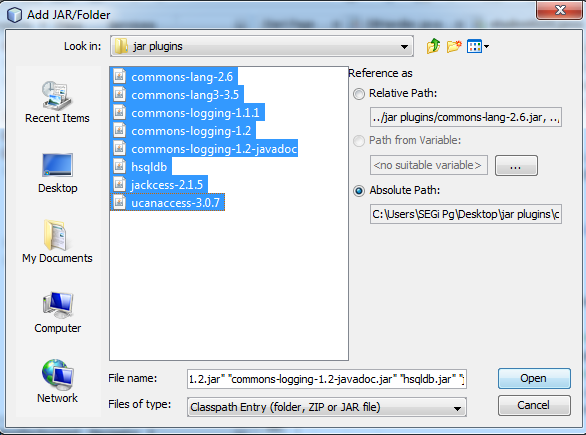 Add JAR/Folder
Look in:
jar plugins
Recent Items
Desktop
My Documents
Computer
Network
commons-lang-2.6
commons-lang3-3.5
commons-logging-1.1.1
commons-logging-1.2
commons-logging-1.2-javadoc
hsqldb
jackcess-2.1.5
ucanaccess-3.0.7
Reference as
Relative Path:
../jar plugins/commons-lang-2.6.jar, ..,
Path from Variable:
<no suitable variable>
...
Absolute Path:
C:\Users\SEGi Pg\Desktop\jar plugins\c
File name:
1.2.jar" "commons-logging-1.2-javadoc.jar" "hsqldb.jar" "j
Open
Files of type:
Classpath Entry (folder, ZIP or JAR file)
Cancel